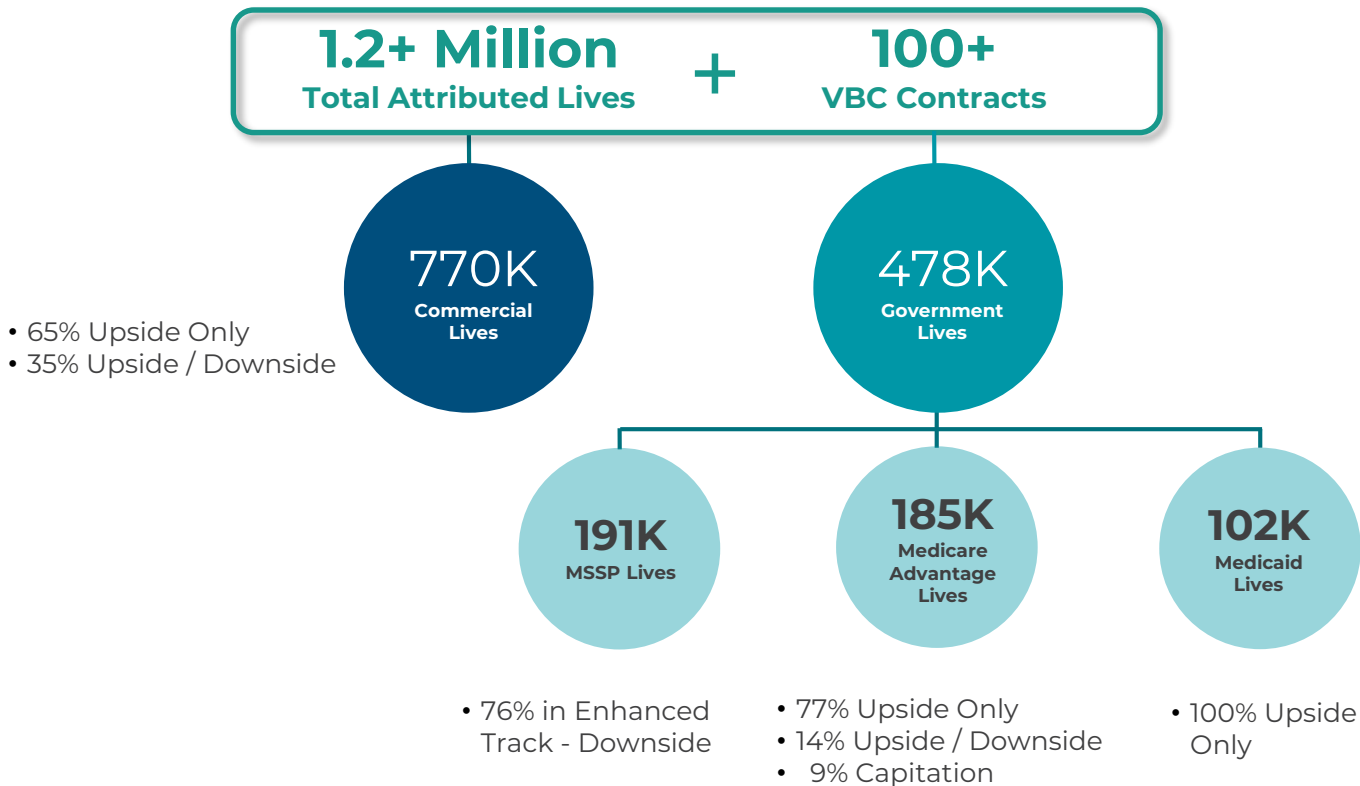 1.2+ Million
Total Attributed Lives
+
100+
VBC Contracts
770K
Commercial
Lives
478K
Government
Lives
• 65% Upside Only
• 35% Upside / Downside
191K
MSSP Lives
185K
Medicare
Advantage
Lives
102K
Medicaid
Lives
• 76% in Enhanced
Track - Downside
• 77% Upside Only
• 14% Upside / Downside
• 9% Capitation
• 100% Upside
Only